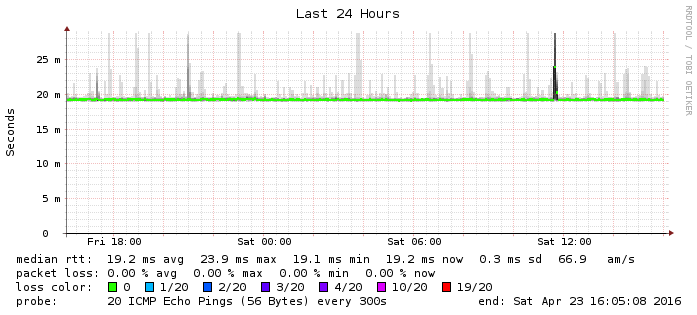 Last 24 Hours
RRDTOOL / TOBI OETIKER
Seconds
25 m
20 m
15 m
10 m
5 m
0
Fri 18:00 Sat 00:00 Sat 06:00 Sat 12:00
median rtt: 19.2 ms avg 23.9 ms max 19.1 ms min 19.2 ms now 0.3 ms sd 66.9 am/s
packet loss: 0.00 % avg 0.00 % max 0.00 % min 0.00 % now
loss color: 0 1/20 2/20 3/20 4/20 10/20 19/20
probe: 20 ICMP Echo Pings (56 Bytes) every 300s end: Sat Apr 23 16:05:08 2016